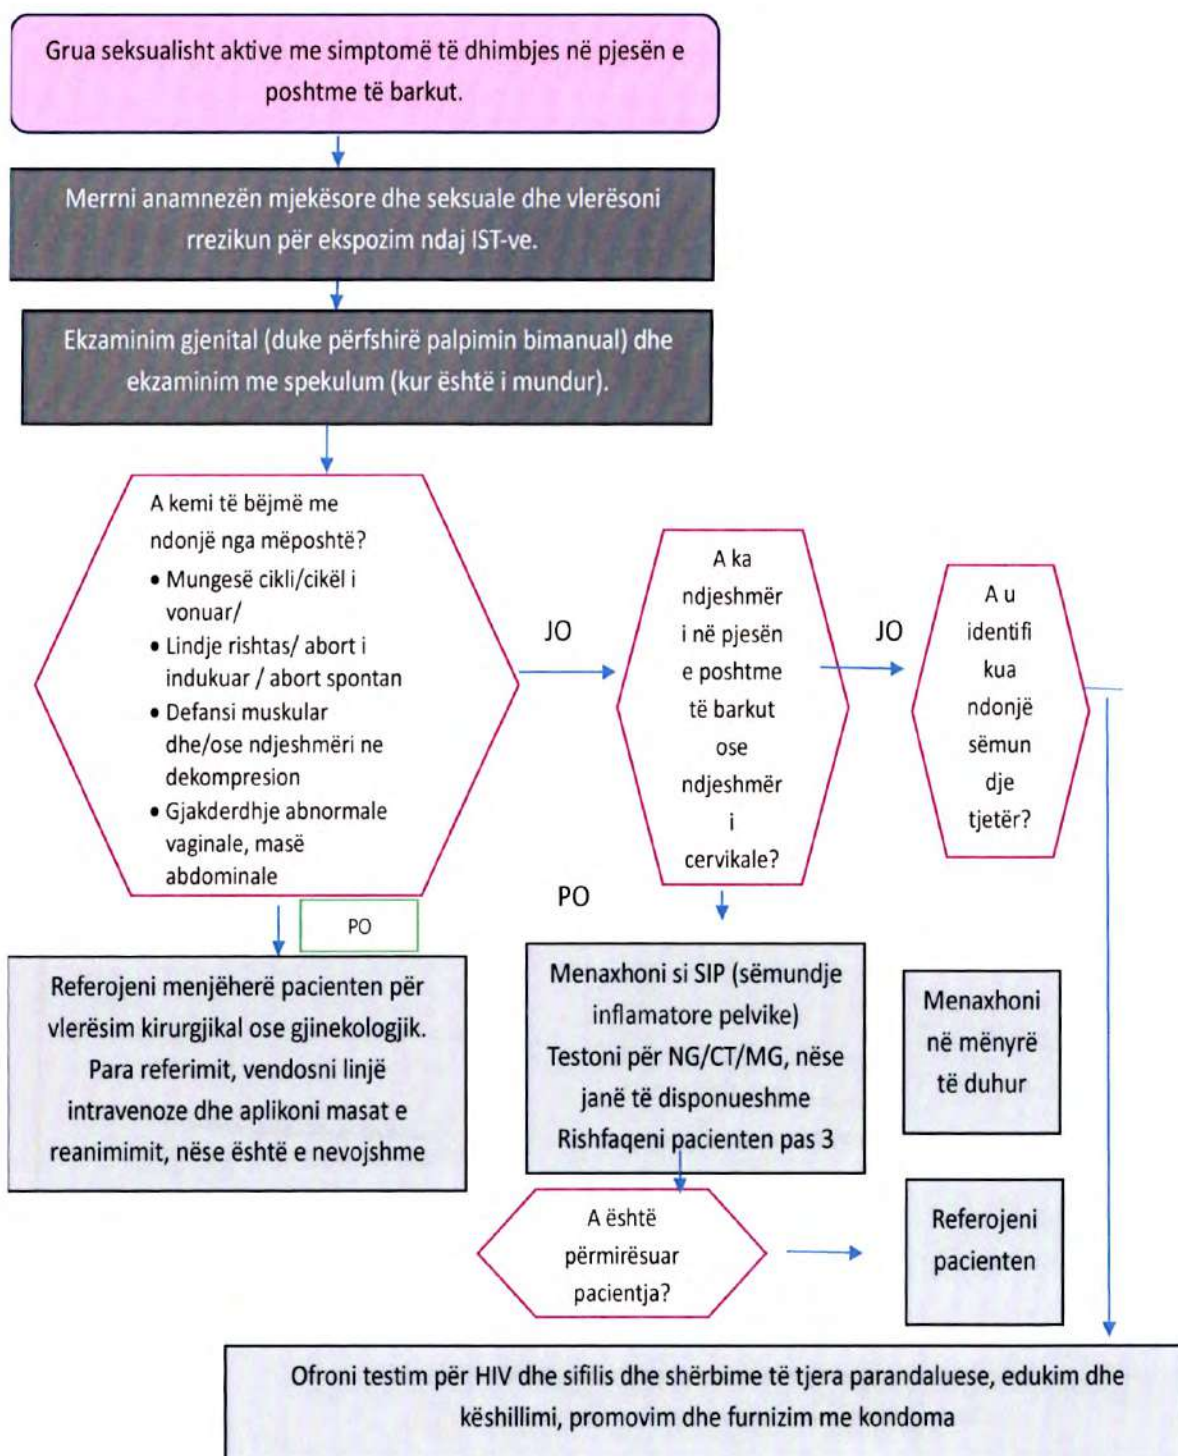 Grua seksualisht aktive me simptomë të dhimbjes në pjesën e
poshtme të barkut.
Merrni anamnezën mjekësore dhe seksuale dhe vlerësoni
rrezikun për ekspozim ndaj IST-ve.
Ekzaminim gjenital (duke përfshirë palpimin bimanual) dhe
ekzaminim me spekulum (kur është i mundur).
A kemi të bëjmë me
ndonjë nga mëposhtë?
• Mungesë cikli/cikël i
vonuar/
• Lindje rishtas/ abort i
indukuar / abort spontan
• Defansi muskular
dhe/ose ndjeshmëri ne
dekompresion
• Gjakderdhje abnormale
vaginale, masë
abdominale
JO
A ka
ndjeshmër
i në pjesën
e poshtme
të barkut
ose
ndjeshmër
i
cervikale?
JO
A u
identifi
kua
ndonjë
sëmun
dje
tjetër?
PO
PO
Referojeni menjëherë pacienten për
vlerësim kirurgjikal ose gjinekologjik.
Para referimit, vendosni linjë
intravenoze dhe aplikoni masat e
reanimimit, nëse është e nevojshme
Menaxhoni si SIP (sëmundje
inflamatore pelvike)
Testoni për NG/CT/MG, nëse
janë të disponueshme
Rishfaqeni pacienten pas 3
Menaxhoni
në mënyrë
të duhur
A është
përmirësuar
pacientja?
Referojeni
pacienten
Ofroni testim për HIV dhe sifilis dhe shërbime të tjera parandaluese, edukim dhe
këshillimi, promovim dhe furnizim me kondoma